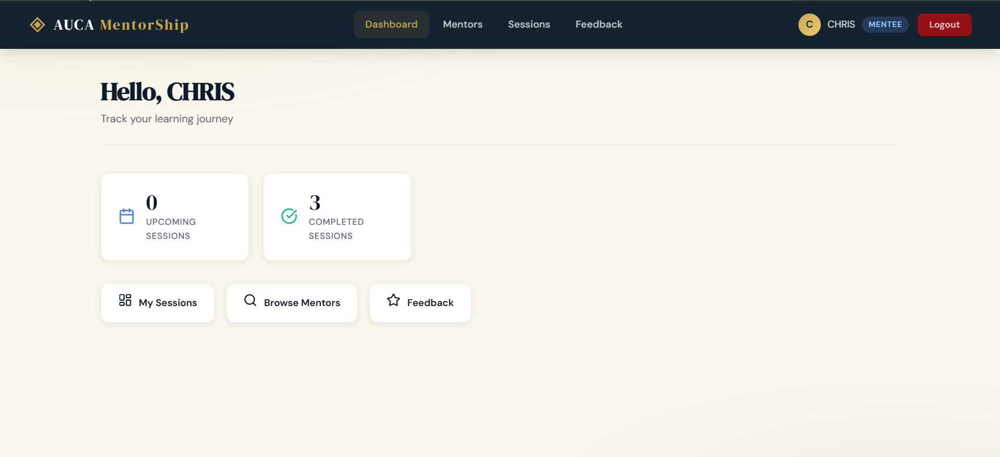 AUCA MentorShip
Dashboard Mentors Sessions Feedback
C CHRIS MENTEE Logout
Hello, CHRIS
Track your learning journey
0
UPCOMING
SESSIONS
3
COMPLETED
SESSIONS
My Sessions
Browse Mentors
Feedback